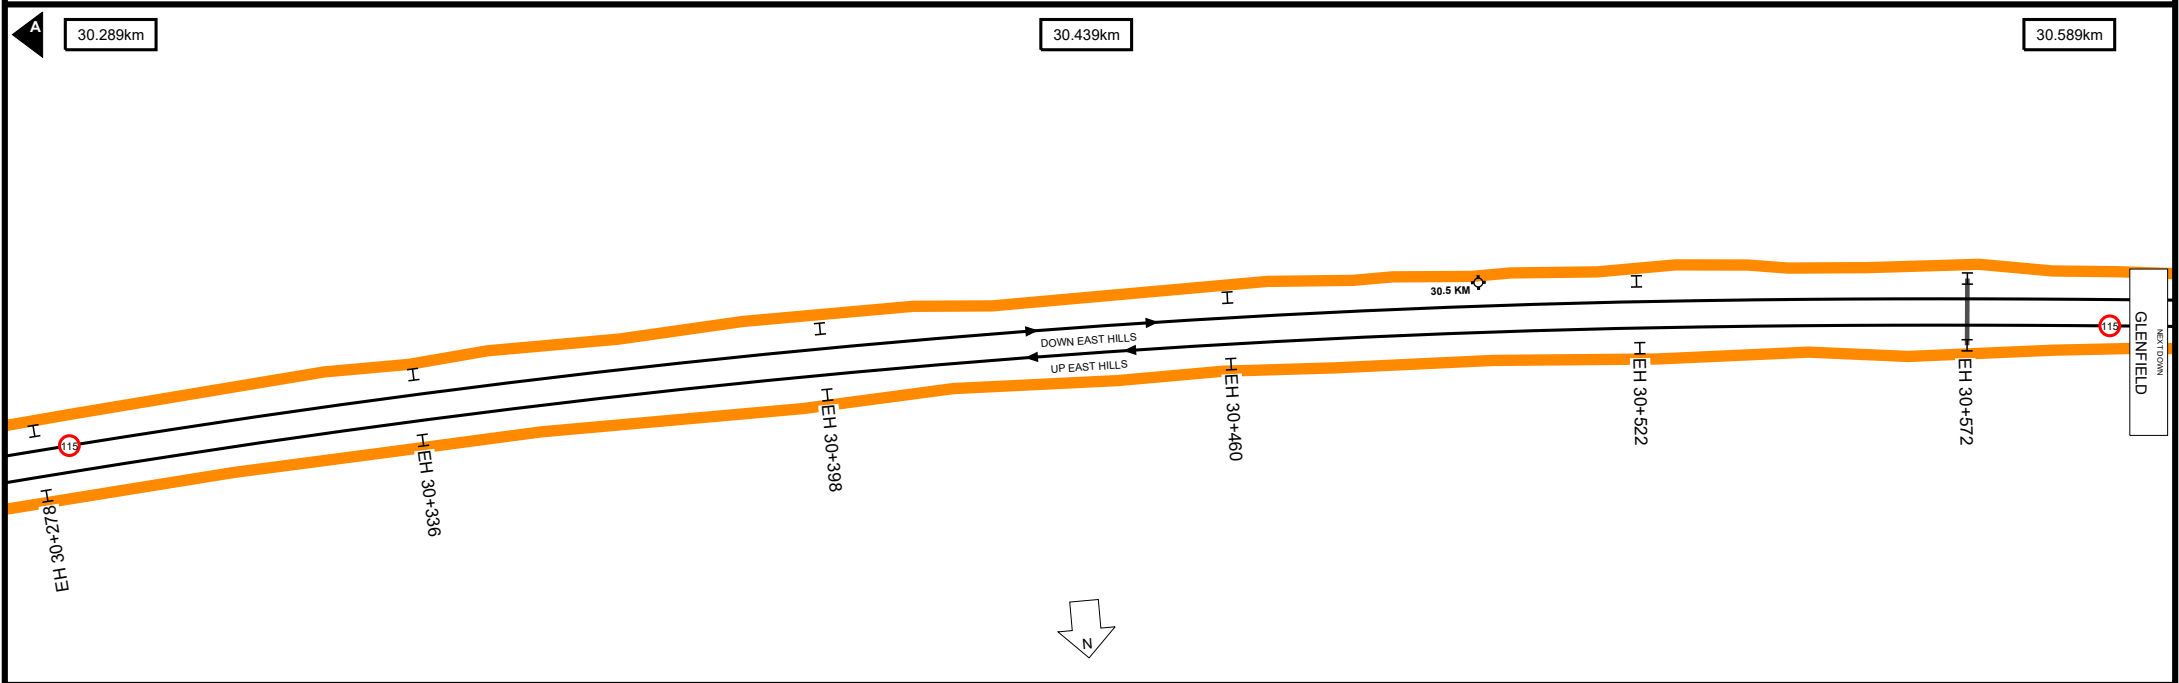 A
30.289km
30.439km
30.589km
30.5 KM
DOWN EAST HILLS
UP EAST HILLS
115
115
EH 30+278
EH 30+336
EH 30+398
EH 30+460
EH 30+522
EH 30+572
NEXT DOWN
GLENFIELD
N